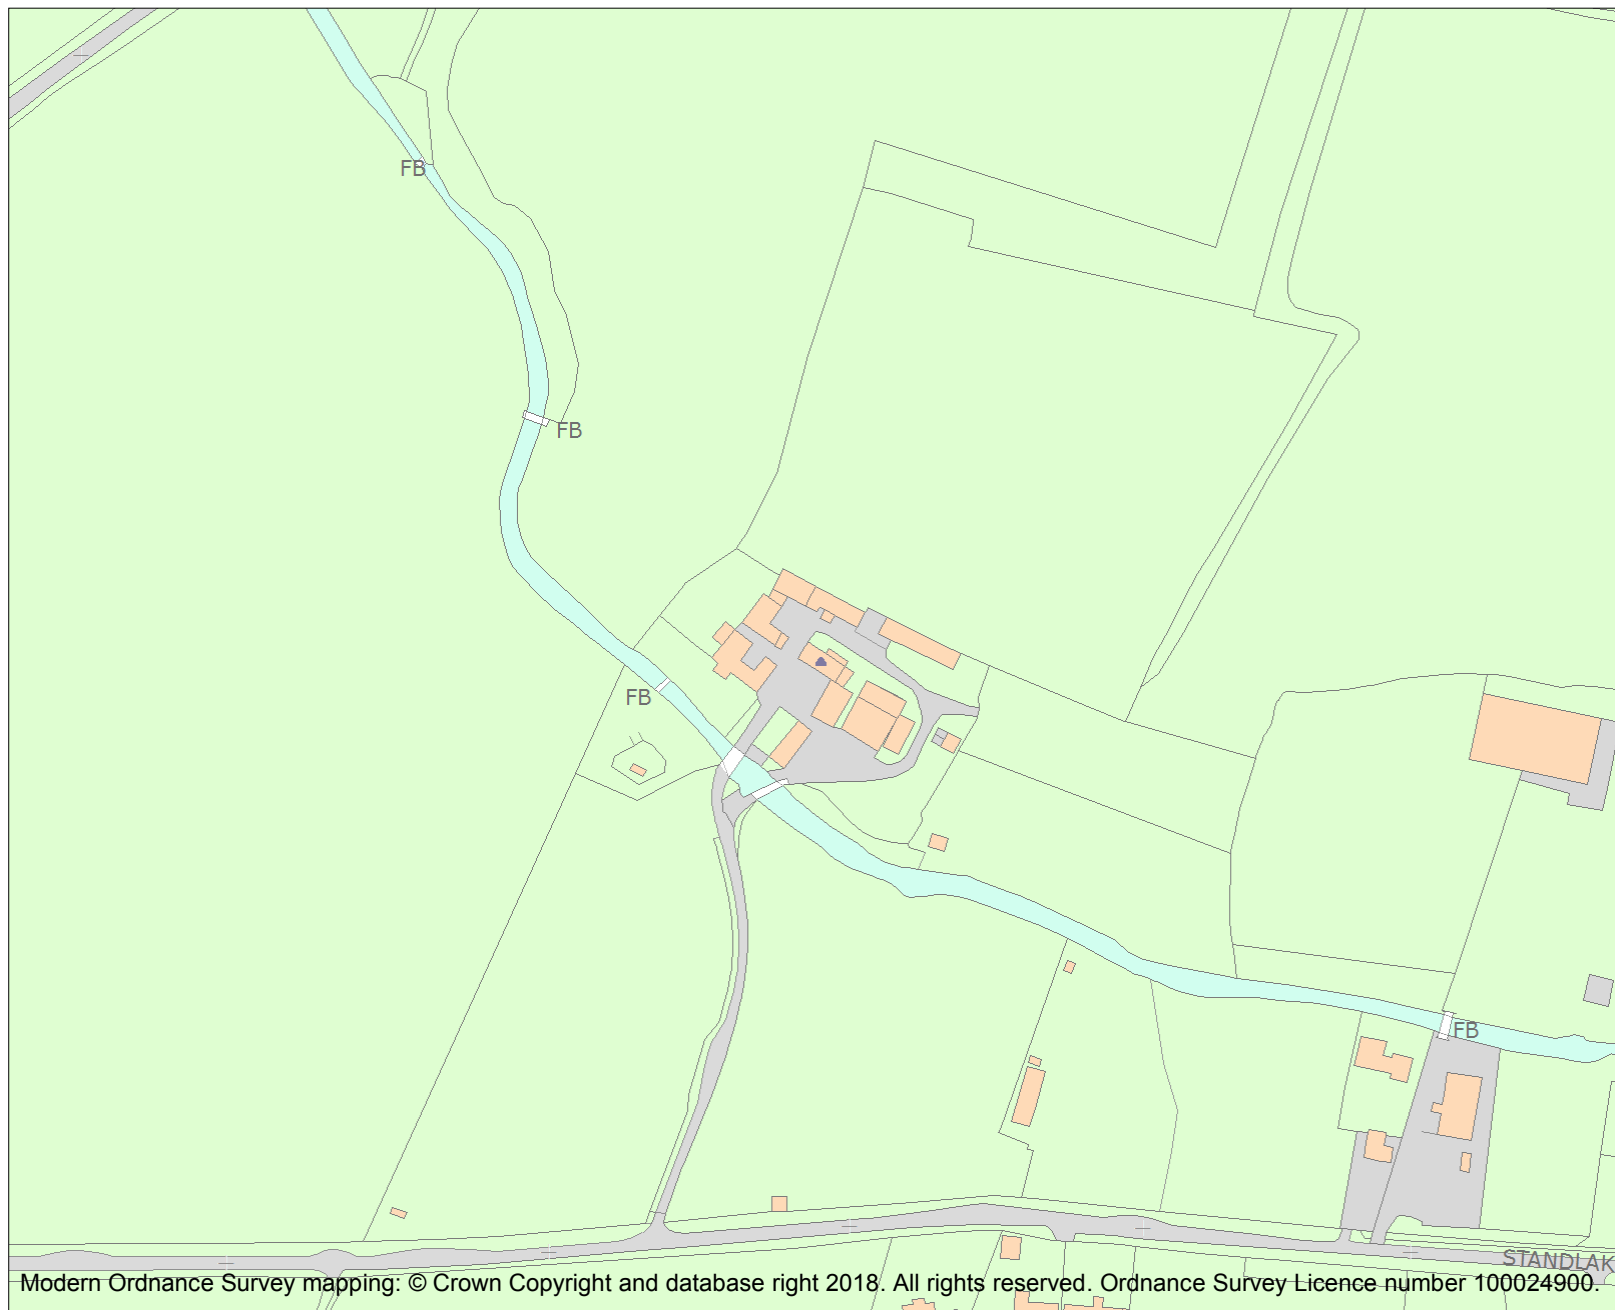 FB
FB
FB
FB
STANDLAK
Modern Ordnance Survey mapping: © Crown Copyright and database right 2018. All rights reserved. Ordnance Survey Licence number 100024900.